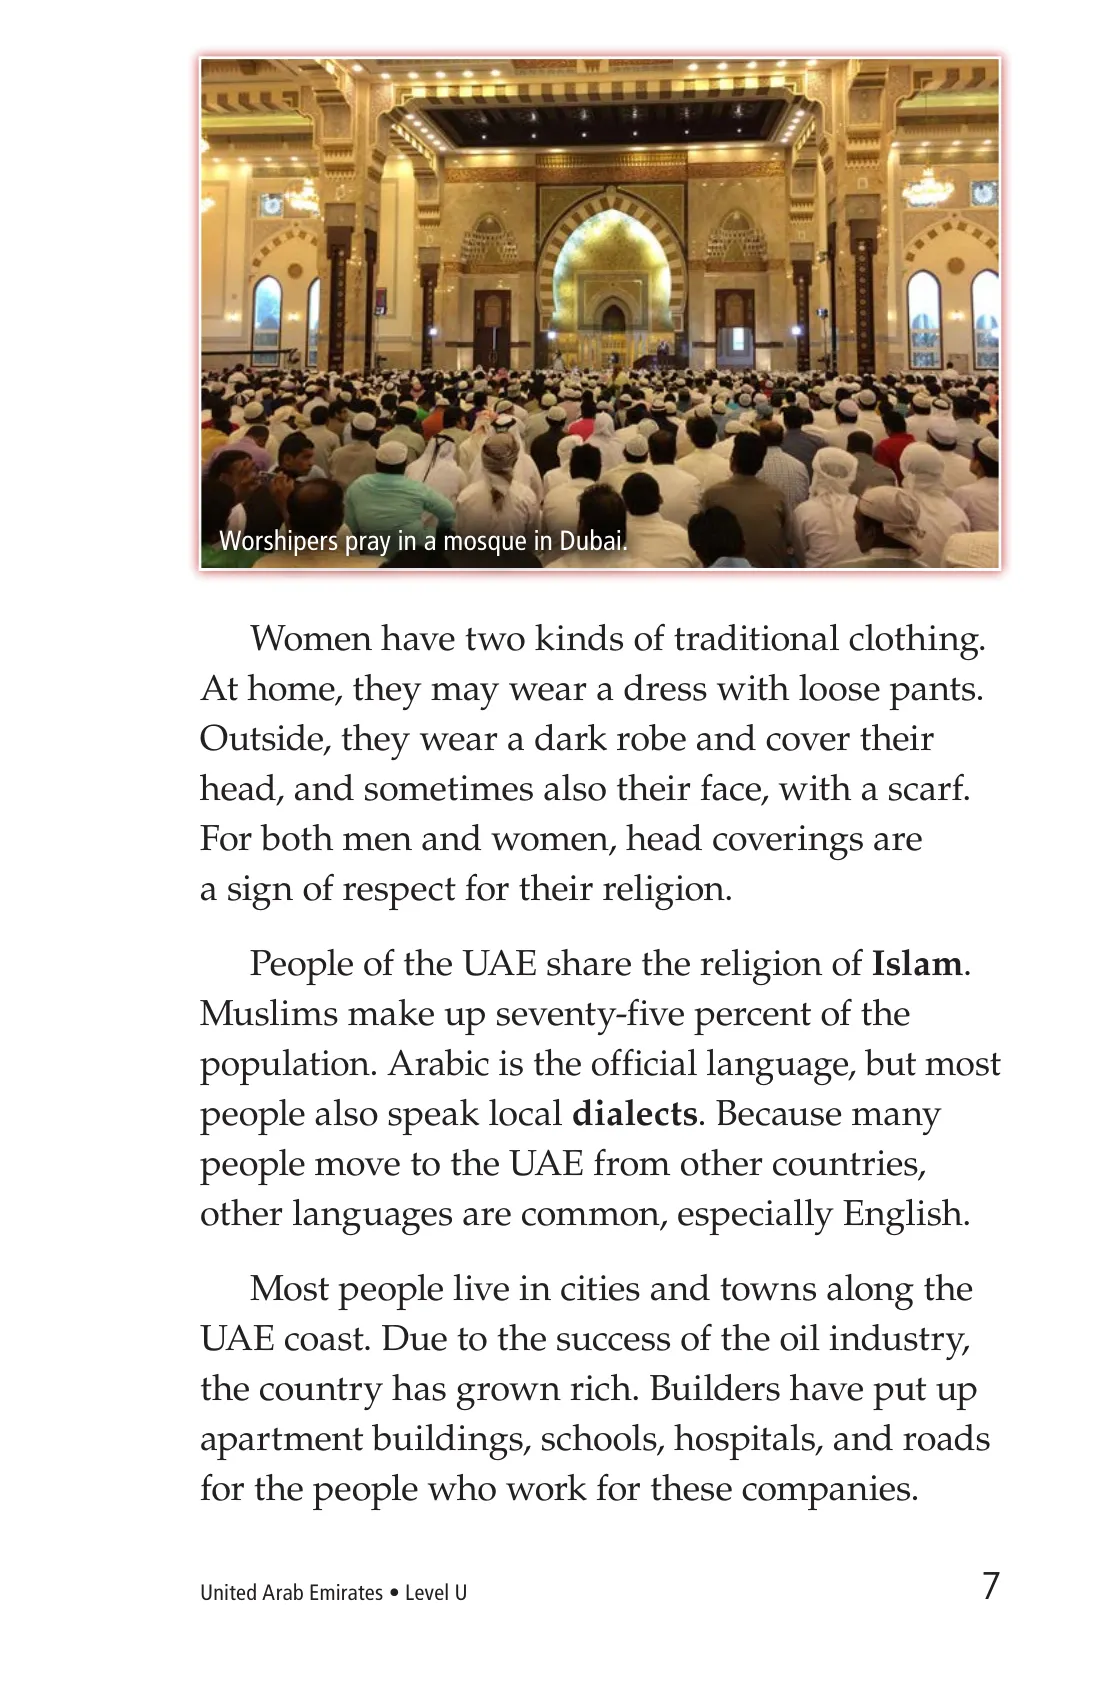 Worshipers pray in a mosque in Dubai.
Women have two kinds of traditional clothing.
At home, they may wear a dress with loose pants.
Outside, they wear a dark robe and cover their
head, and sometimes also their face, with a scarf.
For both men and women, head coverings are
a sign of respect for their religion.
People of the UAE share the religion of Islam.
Muslims make up seventy-five percent of the
population. Arabic is the official language, but most
people also speak local dialects. Because many
people move to the UAE from other countries,
other languages are common, especially English.
Most people live in cities and towns along the
UAE coast. Due to the success of the oil industry,
the country has grown rich. Builders have put up
apartment buildings, schools, hospitals, and roads
for the people who work for these companies.
United Arab Emirates • Level U
7